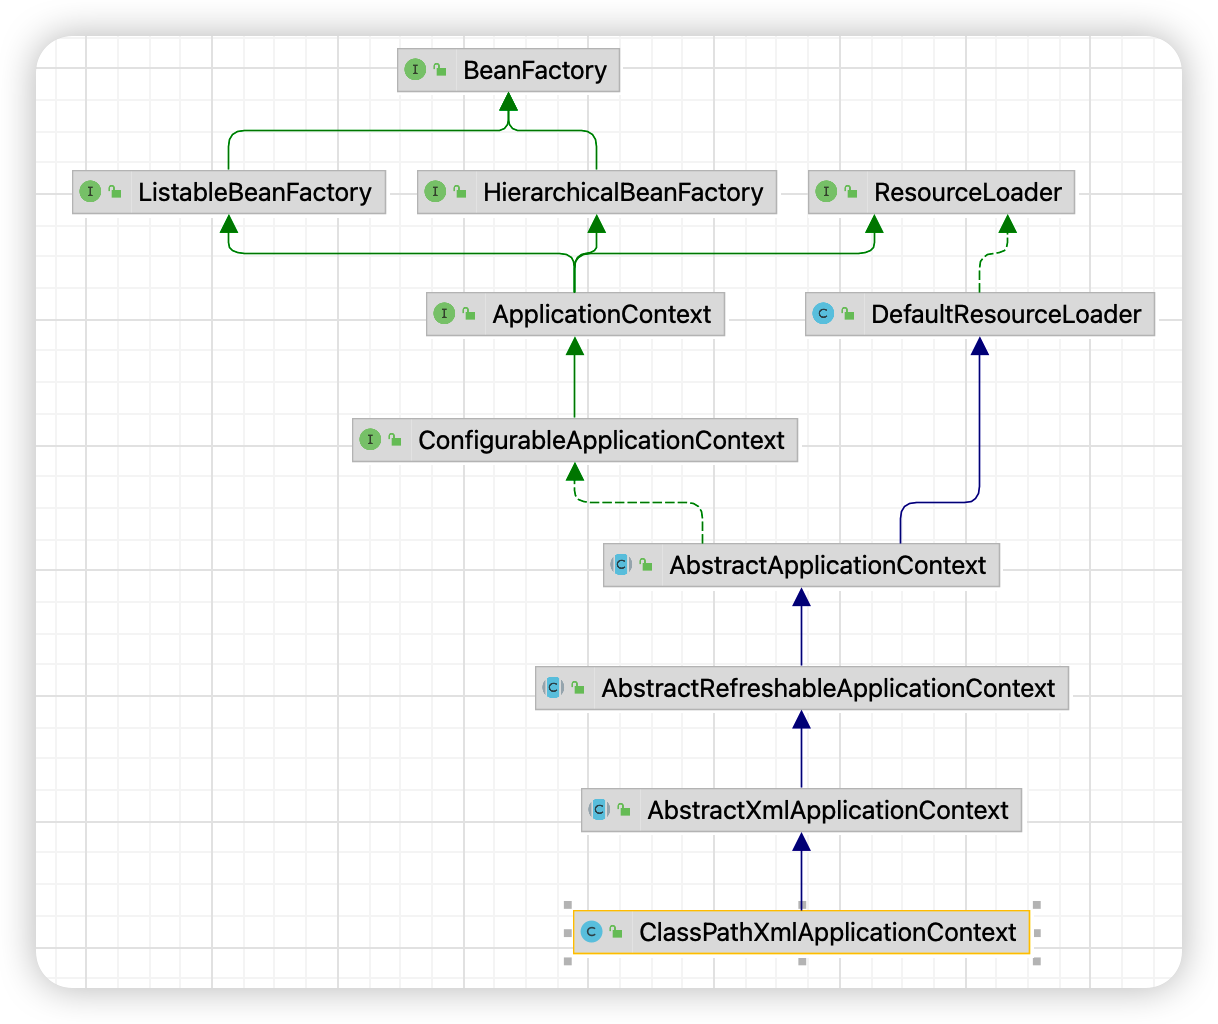 BeanFactory
ListableBeanFactory
HierarchicalBeanFactory
ResourceLoader
ApplicationContext
DefaultResourceLoader
ConfigurableApplicationContext
AbstractApplicationContext
AbstractRefreshableApplicationContext
AbstractXmlApplicationContext
ClassPathXmlApplicationContext